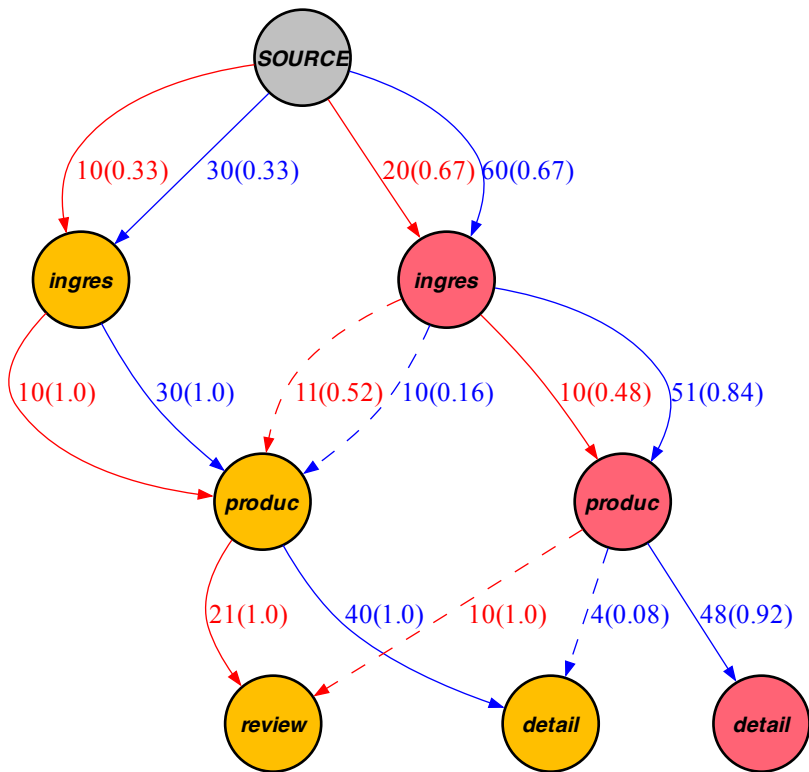 SOURCE
10(0.33)
30(0.33)
20(0.67)
60(0.67)
ingres
ingres
10(1.0)
30(1.0)
11(0.52)
10(0.16)
10(0.48)
51(0.84)
produc
produc
21(1.0)
40(1.0)
10(1.0)
4(0.08)
48(0.92)
review
detail
detail